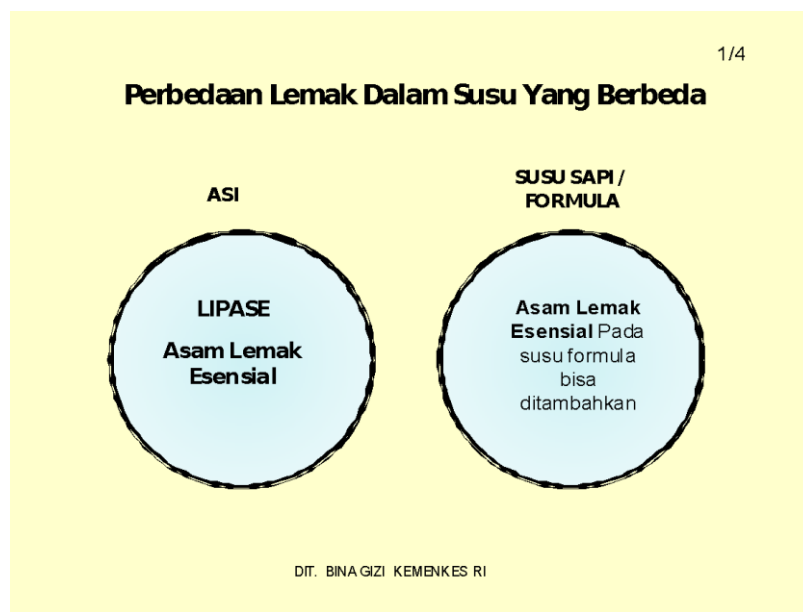 1/4
Perbedaan Lemak Dalam Susu Yang Berbeda
ASI
LIPASE
Asam Lemak
Esensial
SUSU SAPI /
FORMULA
Asam Lemak
Esensial Pada
susu formula
bisa
ditambahkan
DIT. BINA GIZI KEMENKES RI